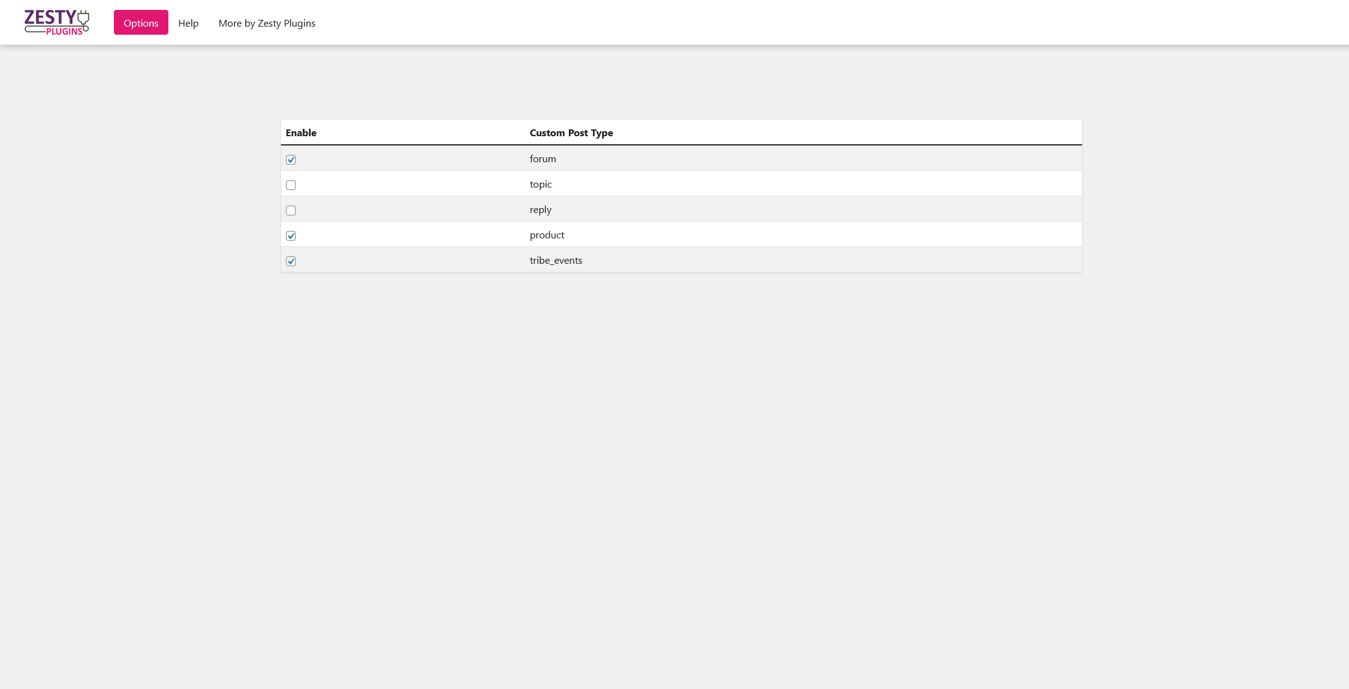 ZESTY
PLUGINS
Options Help More by Zesty Plugins
Enable Custom Post Type
forum
topic
reply
product
tribe_events